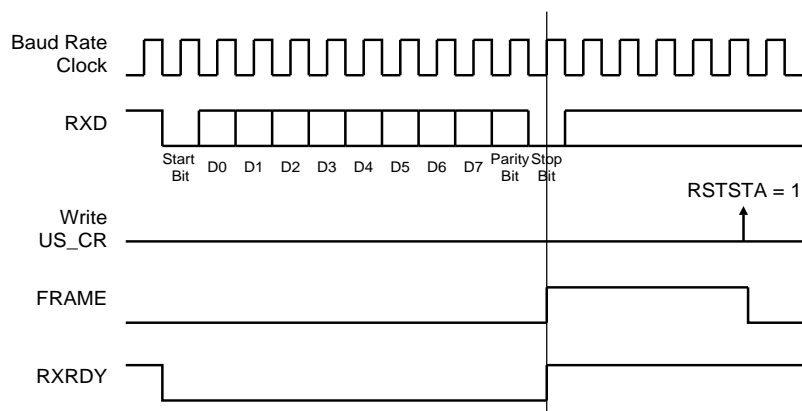 Baud Rate
Clock
RXD
Start
Bit
D0
D1
D2
D3
D4
D5
D6
D7
Parity
Bit
Stop
Bit
RSTSTA = 1
Write
US_CR
FRAME
RXRDY